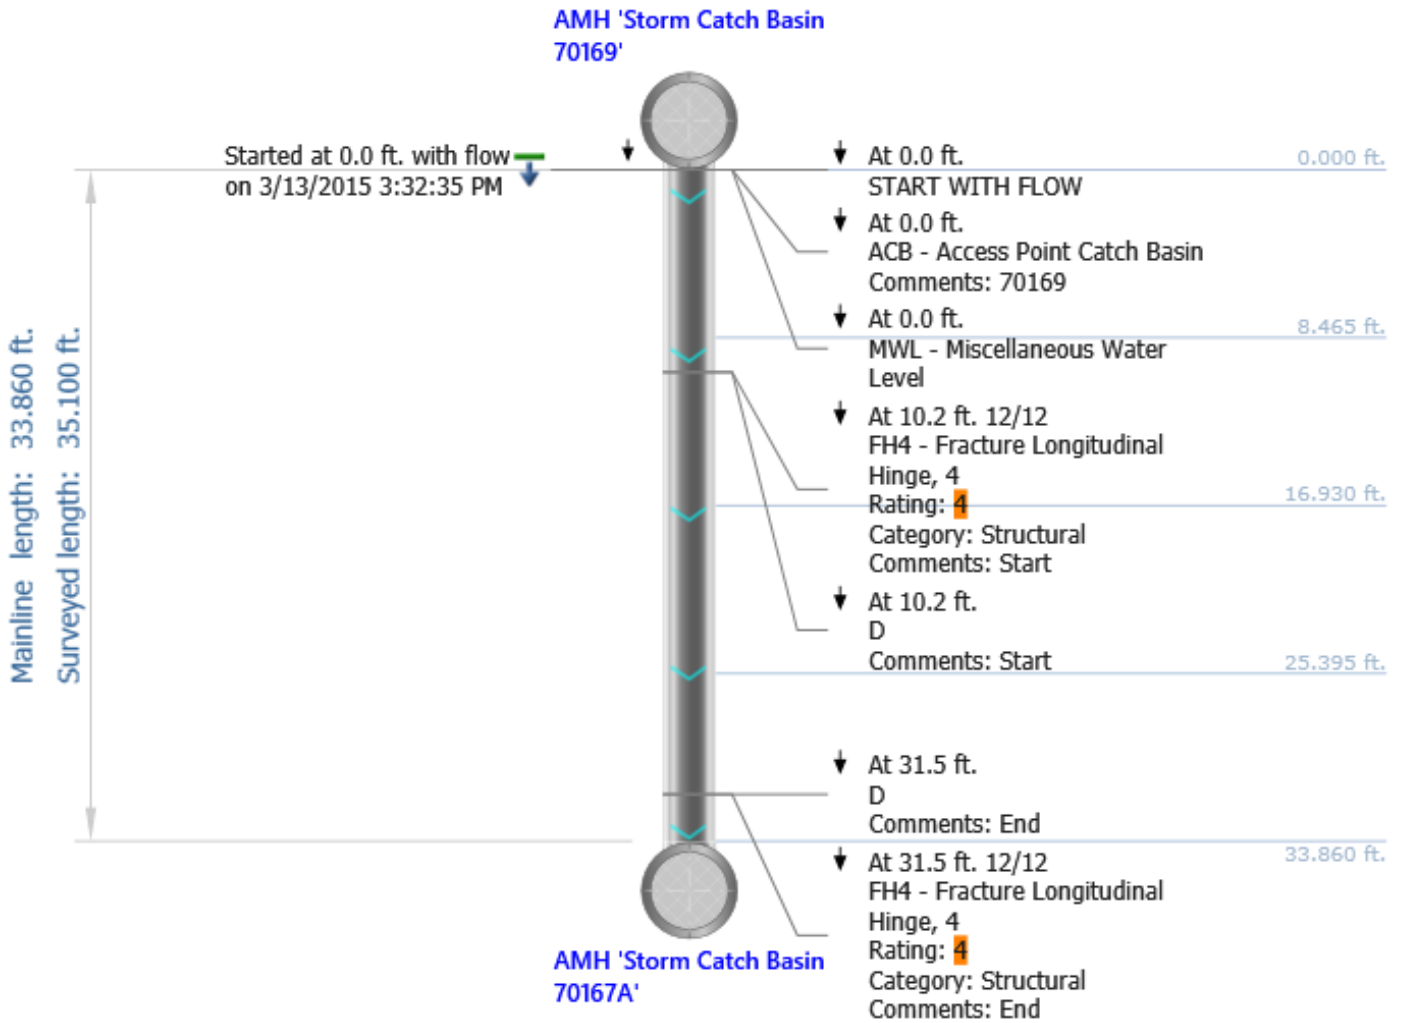 AMH 'Storm Catch Basin
70169'
Started at 0.0 ft. with flow
on 3/13/2015 3:32:35 PM
At 0.0 ft.
START WITH FLOW
0.000 ft.
At 0.0 ft.
ACB - Access Point Catch Basin
Comments: 70169
At 0.0 ft.
MWL - Miscellaneous Water
Level
8.465 ft.
At 10.2 ft. 12/12
FH4 - Fracture Longitudinal
Hinge, 4
Rating: 4
Category: Structural
Comments: Start
16.930 ft.
At 10.2 ft.
D
Comments: Start
25.395 ft.
At 31.5 ft.
D
Comments: End
33.860 ft.
At 31.5 ft. 12/12
FH4 - Fracture Longitudinal
Hinge, 4
Rating: 4
Category: Structural
Comments: End
Mainline length: 33.860 ft.
Surveyed length: 35.100 ft.
AMH 'Storm Catch Basin
70167A'